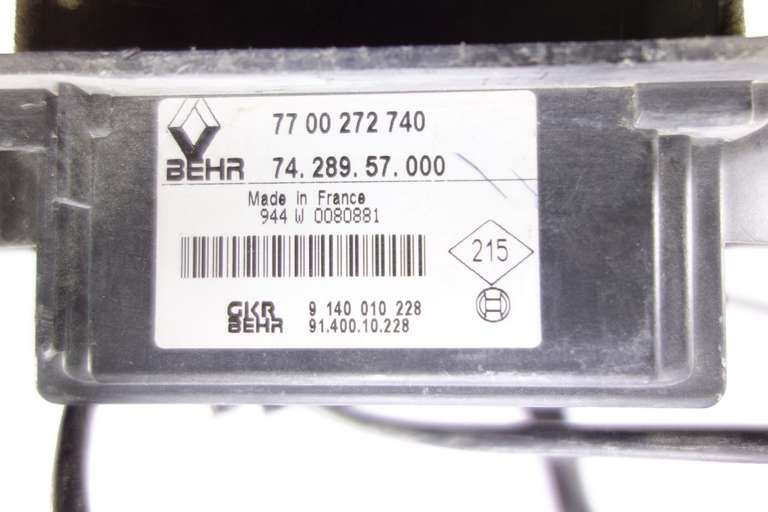 77 00 272 740
BEHR 74.289.57.000
Made in France
944 W 0080881
215
GKR 9 140 010 228
BEHR 91.400.10.228